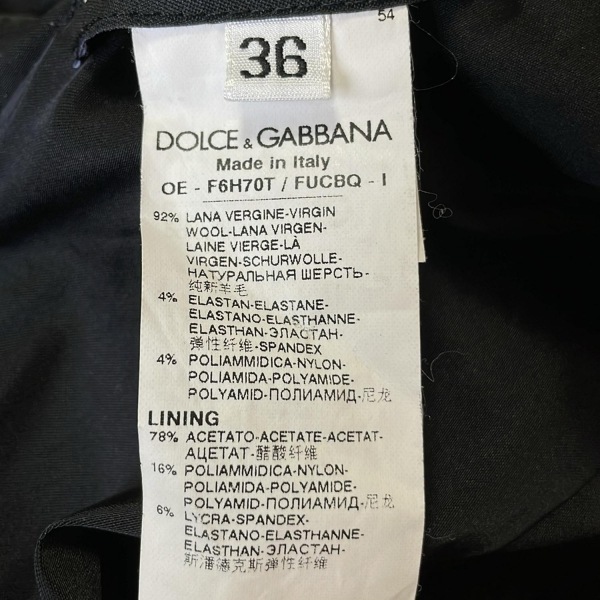 54
36
DOLCE & GABBANA
Made in Italy
OE - F6H70T / FUCBQ - I
92% LANA VERGINE-VIRGIN
WOOL-LANA VIRGEN-
LAINE VIERGE-LÀ
VIRGEN-SCHURWOLLE-
НАТУРАЛЬНАЯ ШЕРСТЬ-
纯新羊毛
4% ELASTAN-ELASTANE-
ELASTANO-ELASTHANNE-
ELASTHAN-ЭЛАСТАН-
弹性纤维-SPANDEX
4% POLIAMMIDICA-NYLON-
POLIAMIDA-POLYAMIDE-
POLYAMID-ПОЛИАМИД-尼龙
LINING
78% ACETATO-ACETATE-ACETAT-
АЦЕТАТ-醋酸纤维
16% POLIAMMIDICA-NYLON-
POLIAMIDA-POLYAMIDE-
POLYAMID-ПОЛИАМИД-尼龙
6% LYCRA-SPANDEX-
ELASTANO-ELASTHANNE-
ELASTHAN-ЭЛАСТАН-
斯潘德克斯弹性纤维